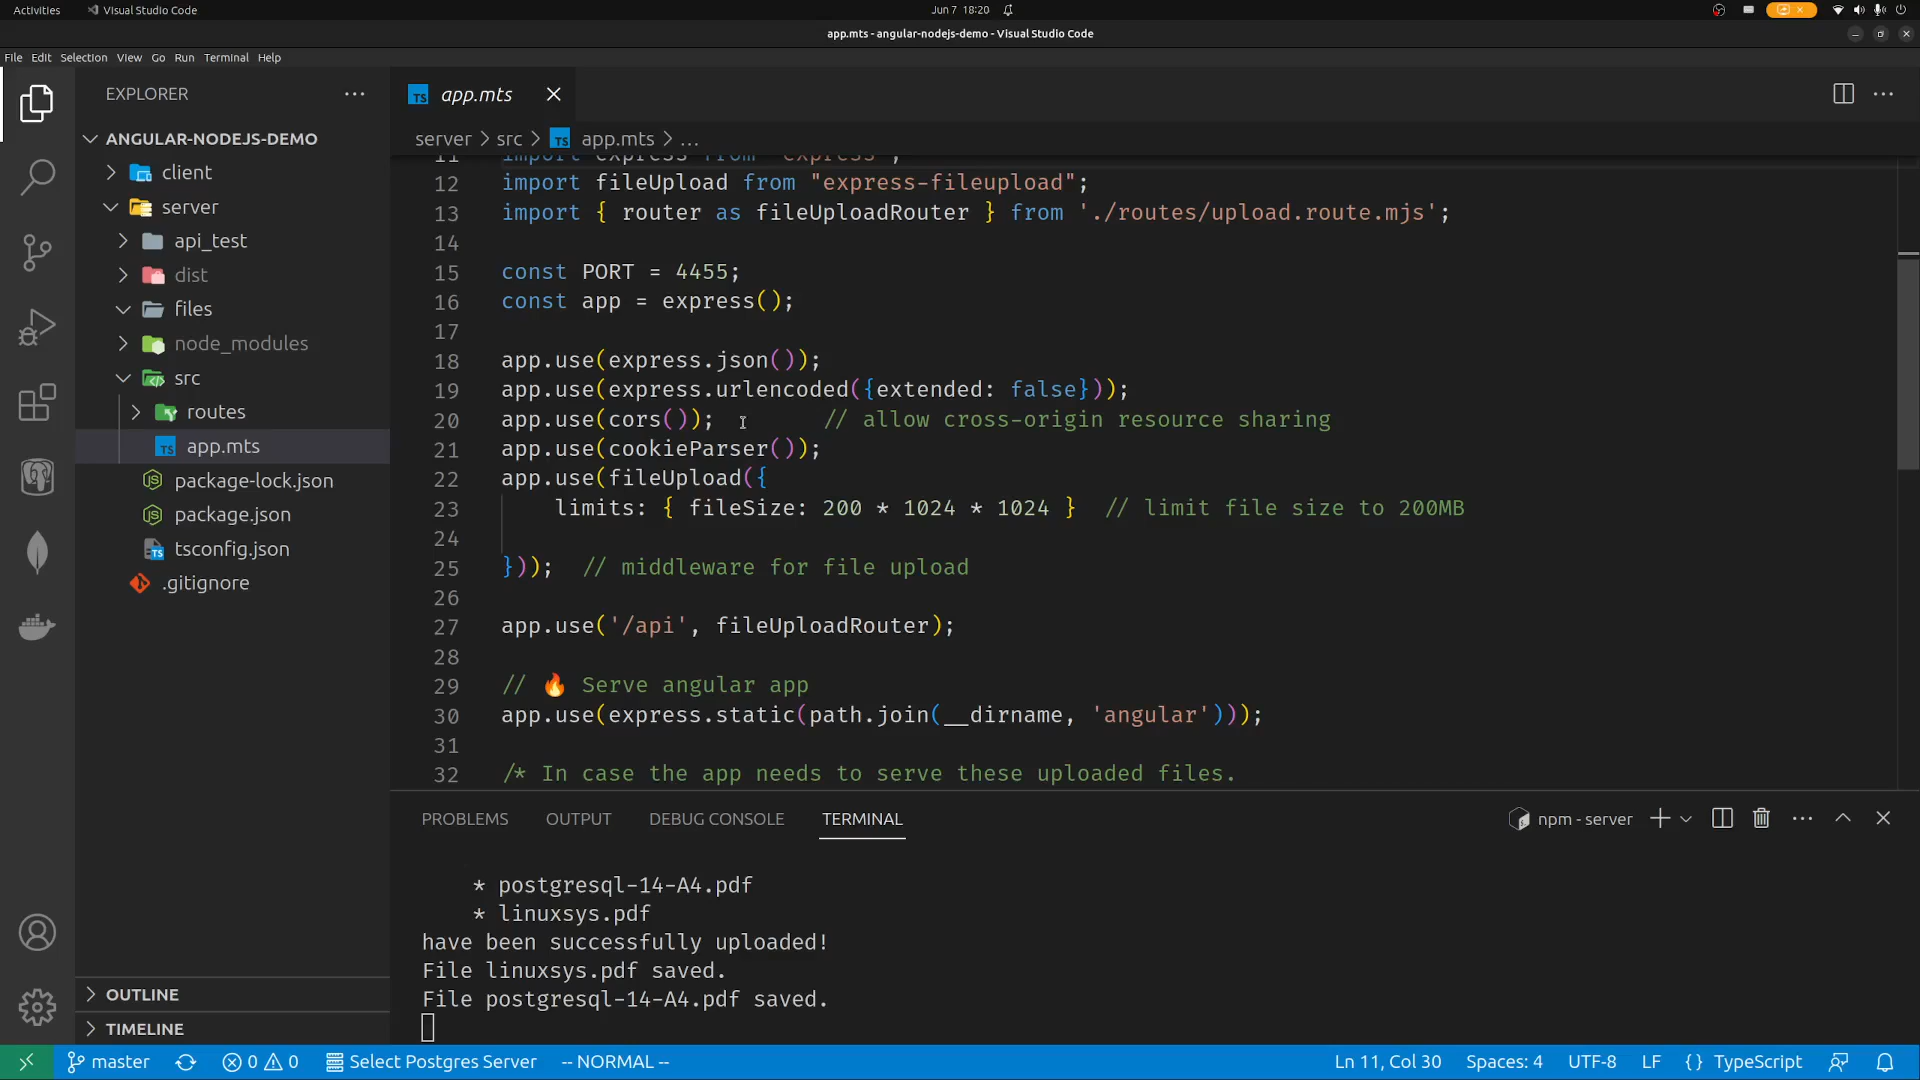 Activities
Visual Studio Code
Jun 7 18:20
app.mts - angular-nodejs-demo - Visual Studio Code
File Edit Selection View Go Run Terminal Help
EXPLORER
ANGULAR-NODEJS-DEMO
client
server
api_test
dist
files
node_modules
src
routes
app.mts
package-lock.json
package.json
tsconfig.json
.gitignore
OUTLINE
TIMELINE
app.mts
server > src > app.mts > ...
11 import express from "express";
12 import fileUpload from "express-fileupload";
13 import { router as fileUploadRouter } from './routes/upload.route.mjs';
14
15 const PORT = 4455;
16 const app = express();
17
18 app.use(express.json());
19 app.use(express.urlencoded({extended: false}));
20 app.use(cors()); // allow cross-origin resource sharing
21 app.use(cookieParser());
22 app.use(fileUpload({
23 limits: { fileSize: 200 * 1024 * 1024 } // limit file size to 200MB
24
25 })); // middleware for file upload
26
27 app.use('/api', fileUploadRouter);
28
29 // 🔥 Serve angular app
30 app.use(express.static(path.join(__dirname, 'angular')));
31
32 /* In case the app needs to serve these uploaded files.
PROBLEMS OUTPUT DEBUG CONSOLE TERMINAL
npm - server
* postgresql-14-A4.pdf
* linuxsys.pdf
have been successfully uploaded!
File linuxsys.pdf saved.
File postgresql-14-A4.pdf saved.
master 0 0 Select Postgres Server -- NORMAL -- Ln 11, Col 30 Spaces: 4 UTF-8 LF {} TypeScript